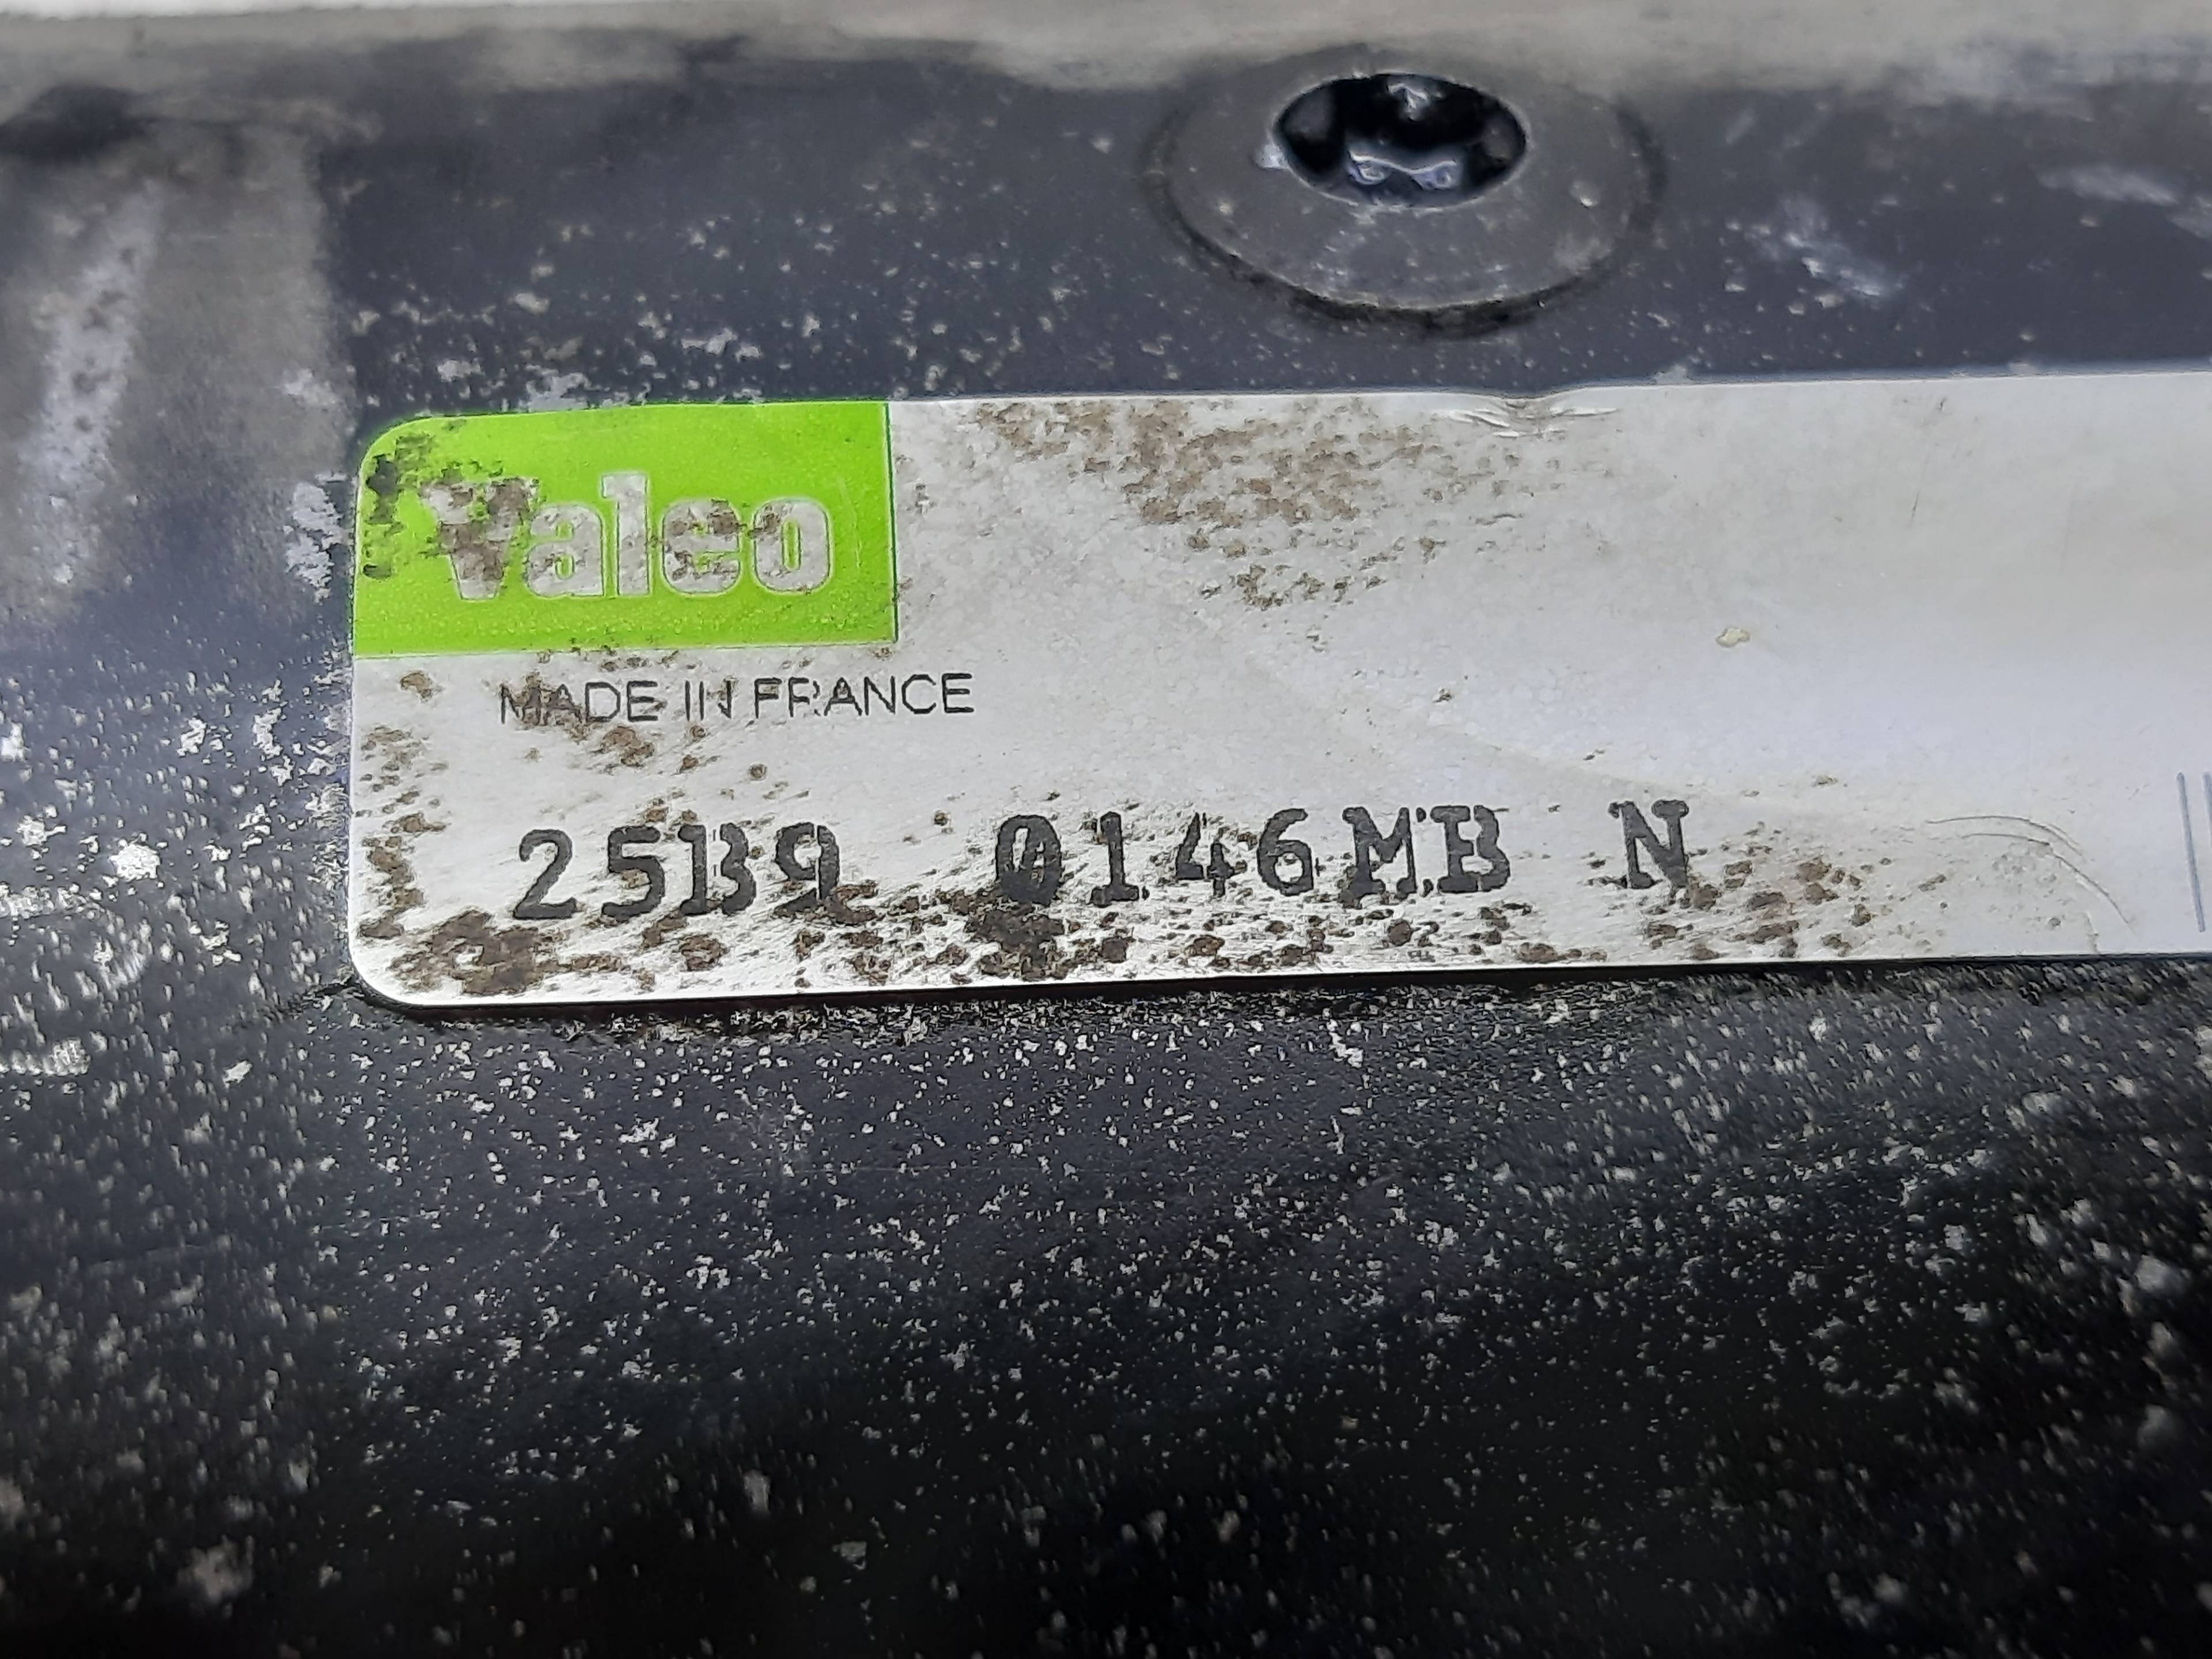 Valeo
MADE IN FRANCE
25B9 0146MB N